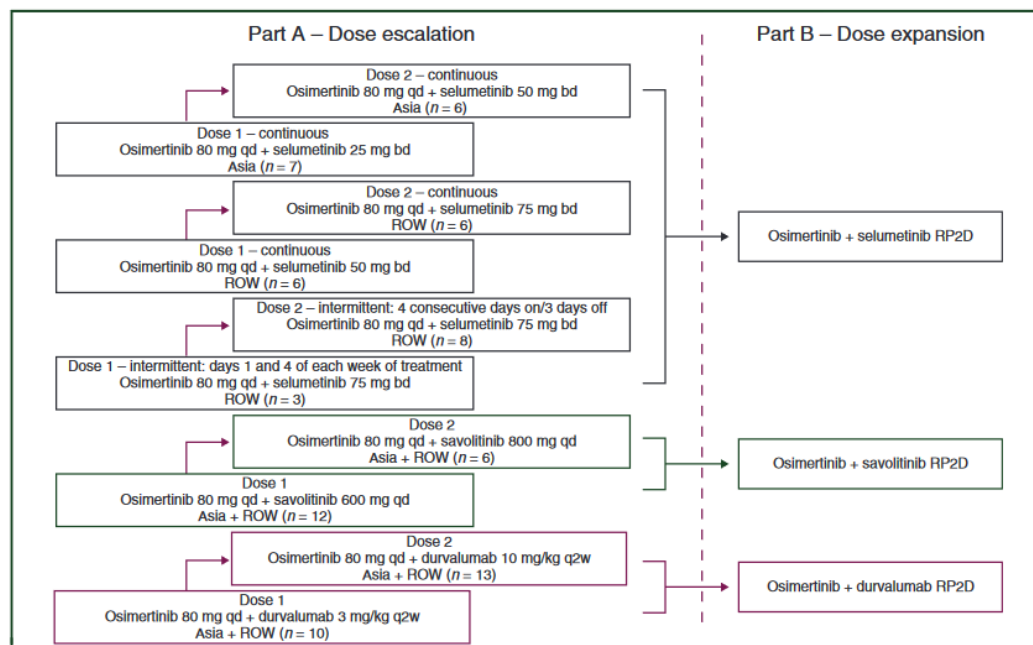 Part A – Dose escalation
Part B – Dose expansion
Dose 2 – continuous
Osimertinib 80 mg qd + selumetinib 50 mg bd
Asia (n = 6)
Dose 1 – continuous
Osimertinib 80 mg qd + selumetinib 25 mg bd
Asia (n = 7)
Dose 2 – continuous
Osimertinib 80 mg qd + selumetinib 75 mg bd
ROW (n = 6)
Dose 1 – continuous
Osimertinib 80 mg qd + selumetinib 50 mg bd
ROW (n = 6)
Dose 2 – intermittent: 4 consecutive days on/3 days off
Osimertinib 80 mg qd + selumetinib 75 mg bd
ROW (n = 8)
Dose 1 – intermittent: days 1 and 4 of each week of treatment
Osimertinib 80 mg qd + selumetinib 75 mg bd
ROW (n = 3)
Osimertinib + selumetinib RP2D
Dose 2
Osimertinib 80 mg qd + savolitinib 800 mg qd
Asia + ROW (n = 6)
Dose 1
Osimertinib 80 mg qd + savolitinib 600 mg qd
Asia + ROW (n = 12)
Osimertinib + savolitinib RP2D
Dose 2
Osimertinib 80 mg qd + durvalumab 10 mg/kg q2w
Asia + ROW (n = 13)
Dose 1
Osimertinib 80 mg qd + durvalumab 3 mg/kg q2w
Asia + ROW (n = 10)
Osimertinib + durvalumab RP2D